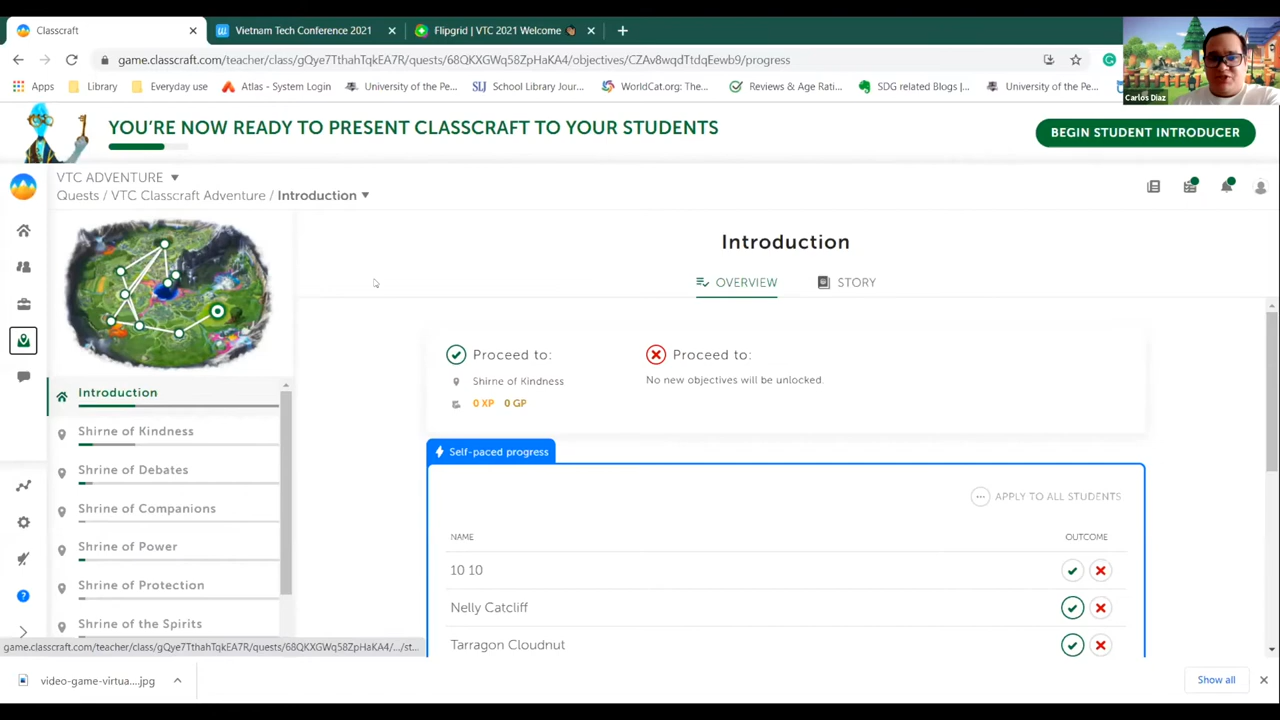 Classcraft
Vietnam Tech Conference 2021
Flipgrid | VTC 2021 Welcome
game.classcraft.com/teacher/class/gQye7TthahTqkEA7R/quests/68QKXGWq58ZpHaKA4/objectives/CZAv8wqdTtdqEewb9/progress
Apps
Library
Everyday use
Atlas - System Login
University of the Pe...
School Library Jour...
WorldCat.org: The...
Reviews & Age Rati...
SDG related Blogs |...
University of the Pe...
Carlos Diaz
YOU'RE NOW READY TO PRESENT CLASSCRAFT TO YOUR STUDENTS
BEGIN STUDENT INTRODUCER
VTC ADVENTURE
Quests / VTC Classcraft Adventure / Introduction
Introduction
OVERVIEW
STORY
Proceed to:
Shirne of Kindness
0 XP 0 GP
Proceed to:
No new objectives will be unlocked.
Introduction
Shirne of Kindness
Shrine of Debates
Shrine of Companions
Shrine of Power
Shrine of Protection
Shrine of the Spirits
Self-paced progress
APPLY TO ALL STUDENTS
NAME
OUTCOME
10 10
Nelly Catcliff
Tarragon Cloudnut
game.classcraft.com/teacher/class/gQye7TthahTqkEA7R/quests/68QKXGWq58ZpHaKA4/.../st...
video-game-virtua....jpg
Show all